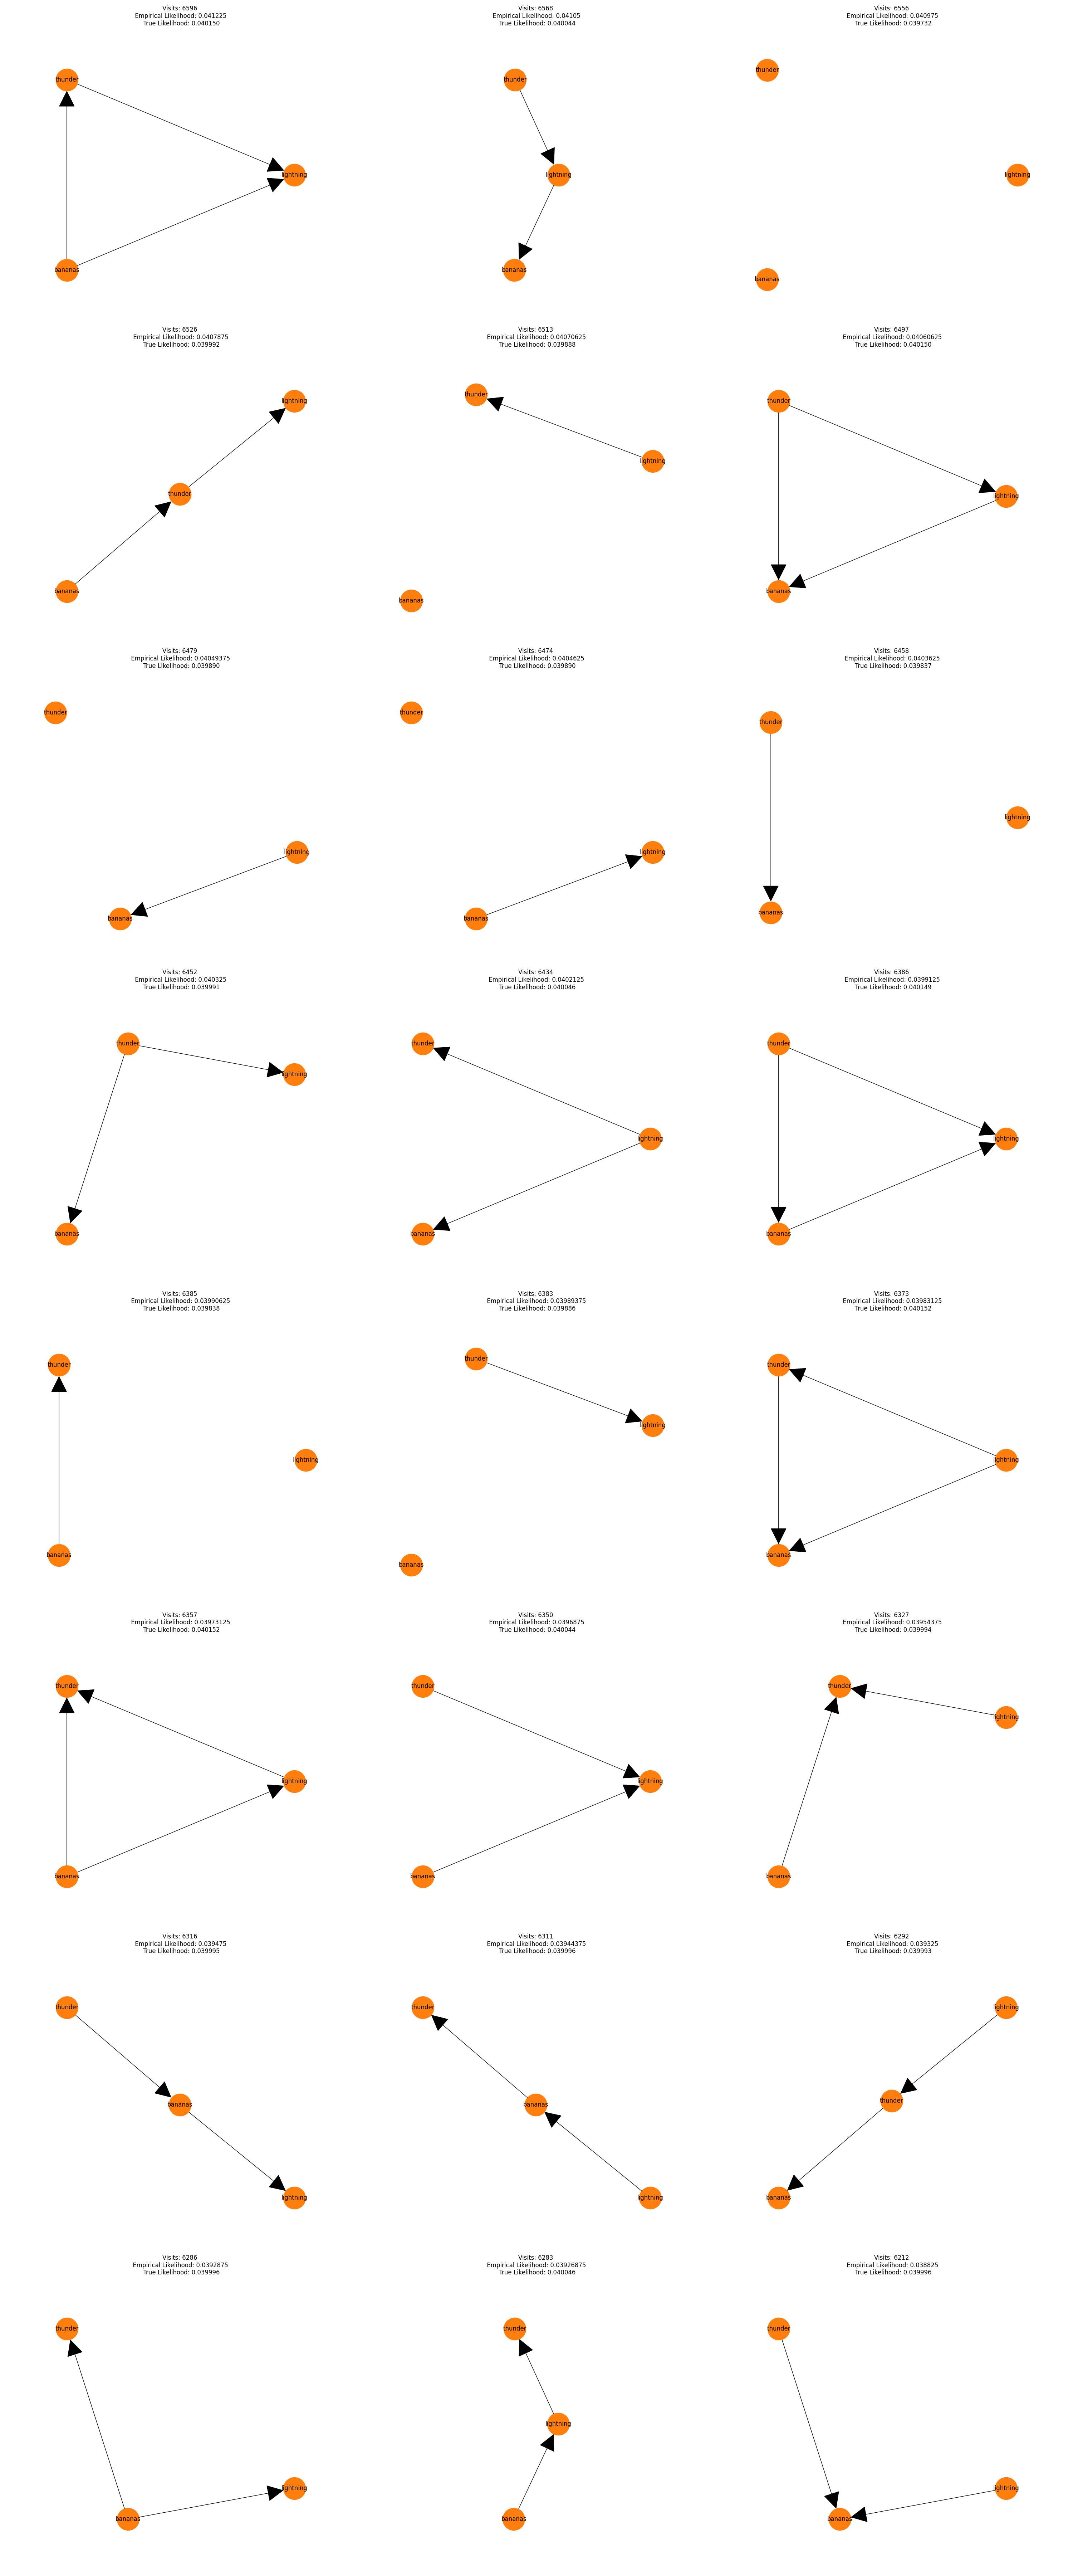 Visits: 6596
Empirical Likelihood: 0.041225
True Likelihood: 0.040150
thunder
lightning
bananas
Visits: 6568
Empirical Likelihood: 0.04105
True Likelihood: 0.040044
thunder
lightning
bananas
Visits: 6556
Empirical Likelihood: 0.040975
True Likelihood: 0.039732
thunder
lightning
bananas
Visits: 6526
Empirical Likelihood: 0.0407875
True Likelihood: 0.039992
lightning
thunder
bananas
Visits: 6513
Empirical Likelihood: 0.04070625
True Likelihood: 0.039888
thunder
lightning
bananas
Visits: 6497
Empirical Likelihood: 0.04060625
True Likelihood: 0.040150
thunder
lightning
bananas
Visits: 6479
Empirical Likelihood: 0.04049375
True Likelihood: 0.039890
thunder
lightning
bananas
Visits: 6474
Empirical Likelihood: 0.0404625
True Likelihood: 0.039890
thunder
lightning
bananas
Visits: 6458
Empirical Likelihood: 0.0403625
True Likelihood: 0.039837
thunder
lightning
bananas
Visits: 6452
Empirical Likelihood: 0.040325
True Likelihood: 0.039991
thunder
lightning
bananas
Visits: 6434
Empirical Likelihood: 0.0402125
True Likelihood: 0.040046
thunder
lightning
bananas
Visits: 6386
Empirical Likelihood: 0.0399125
True Likelihood: 0.040149
thunder
lightning
bananas
Visits: 6385
Empirical Likelihood: 0.03990625
True Likelihood: 0.039838
thunder
lightning
bananas
Visits: 6383
Empirical Likelihood: 0.03989375
True Likelihood: 0.039886
thunder
lightning
bananas
Visits: 6373
Empirical Likelihood: 0.03983125
True Likelihood: 0.040152
thunder
lightning
bananas
Visits: 6357
Empirical Likelihood: 0.03973125
True Likelihood: 0.040152
thunder
lightning
bananas
Visits: 6350
Empirical Likelihood: 0.0396875
True Likelihood: 0.040044
thunder
lightning
bananas
Visits: 6327
Empirical Likelihood: 0.03954375
True Likelihood: 0.039994
thunder
lightning
bananas
Visits: 6316
Empirical Likelihood: 0.039475
True Likelihood: 0.039995
thunder
bananas
lightning
Visits: 6311
Empirical Likelihood: 0.03944375
True Likelihood: 0.039996
thunder
bananas
lightning
Visits: 6292
Empirical Likelihood: 0.039325
True Likelihood: 0.039993
lightning
thunder
bananas
Visits: 6286
Empirical Likelihood: 0.0392875
True Likelihood: 0.039996
thunder
lightning
bananas
Visits: 6283
Empirical Likelihood: 0.03926875
True Likelihood: 0.040046
thunder
lightning
bananas
Visits: 6212
Empirical Likelihood: 0.038825
True Likelihood: 0.039996
thunder
lightning
bananas